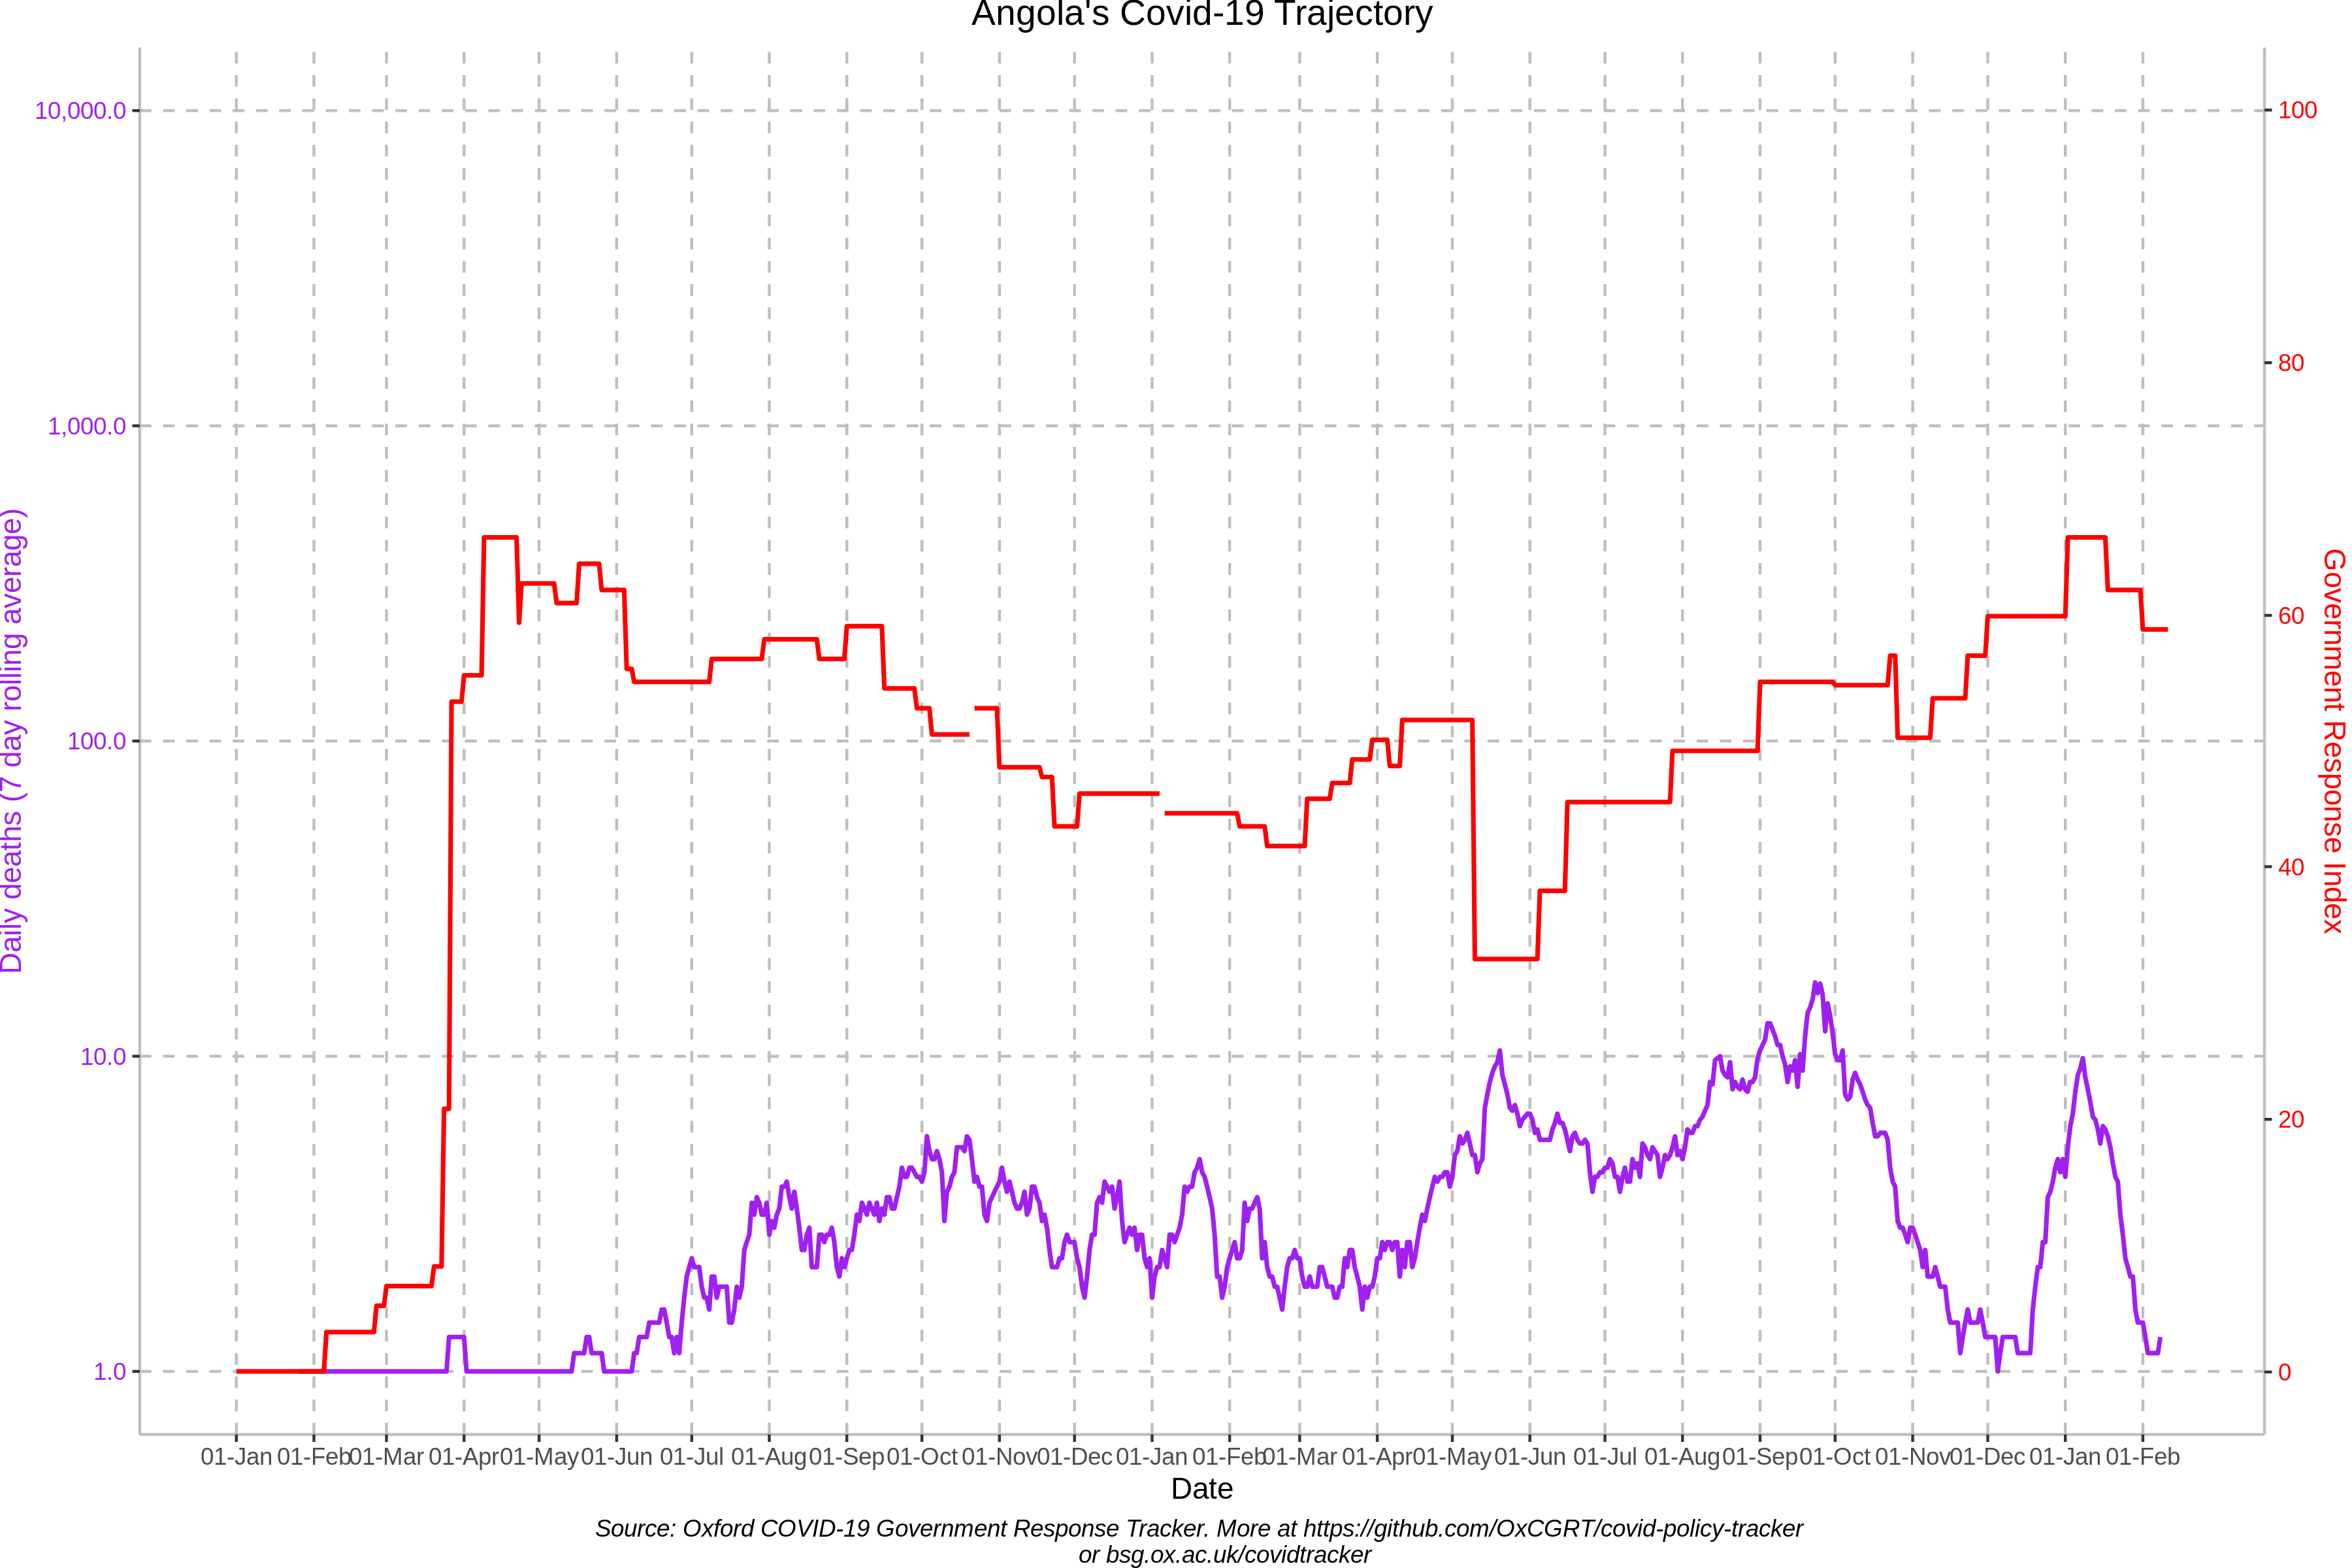 Angola's Covid-19 Trajectory
10,000.0
1,000.0
100.0
10.0
1.0
Daily deaths (7 day rolling average)
100
80
60
40
20
0
Government Response Index
01-Jan 01-Feb 01-Mar 01-Apr 01-May 01-Jun 01-Jul 01-Aug 01-Sep 01-Oct 01-Nov 01-Dec 01-Jan 01-Feb 01-Mar 01-Apr 01-May 01-Jun 01-Jul 01-Aug 01-Sep 01-Oct 01-Nov 01-Dec 01-Jan 01-Feb
Date
Source: Oxford COVID-19 Government Response Tracker. More at https://github.com/OxCGRT/covid-policy-tracker
or bsg.ox.ac.uk/covidtracker